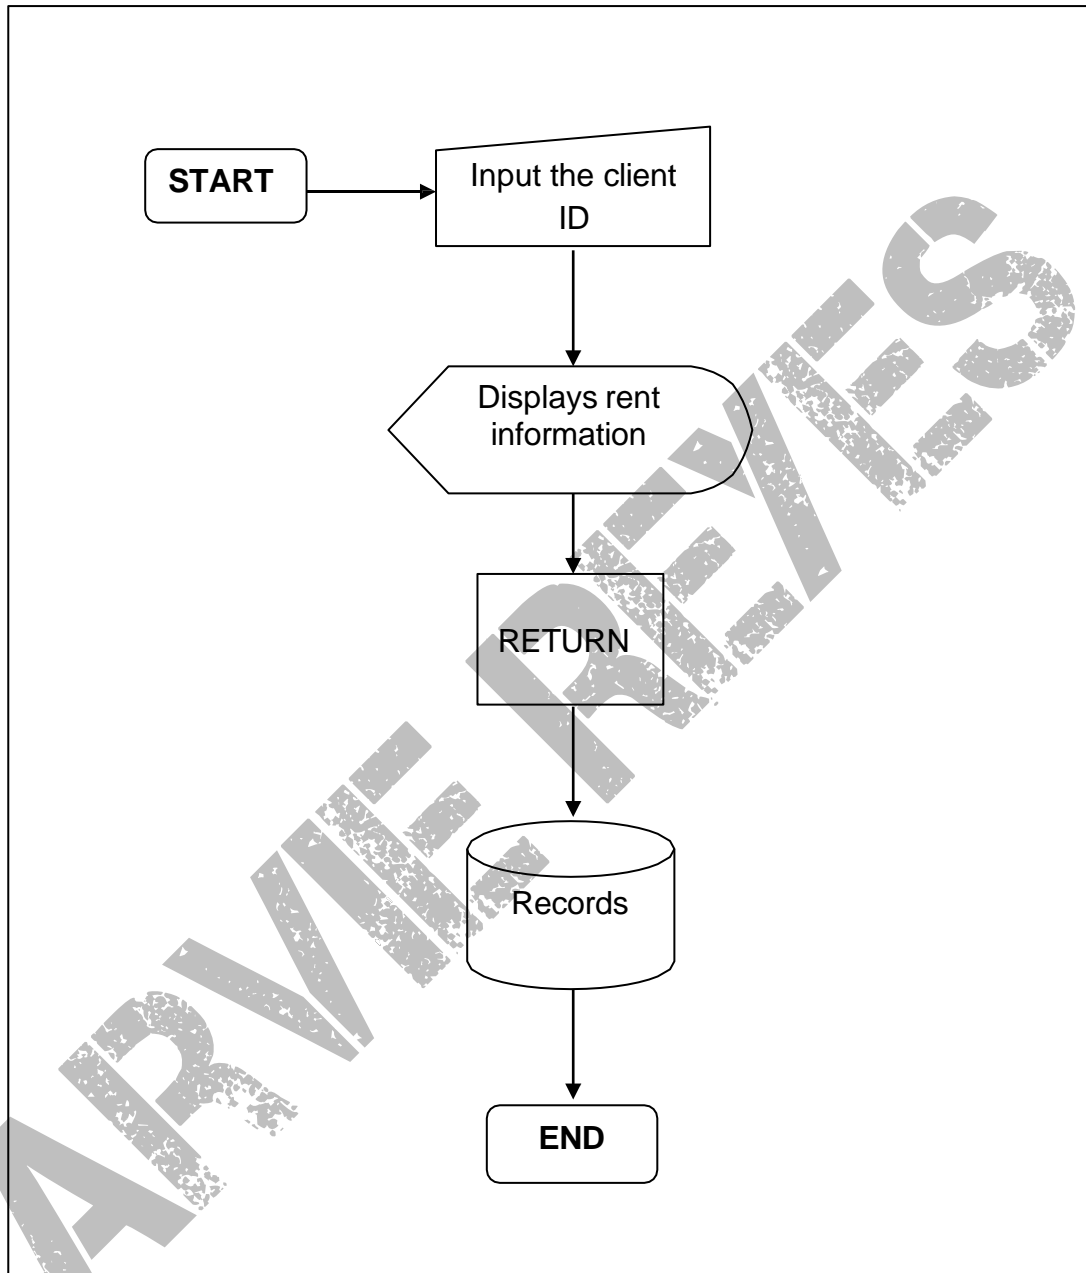 START
Input the client
ID
Displays rent
information
RETURN
Records
END
ARVIE REYES